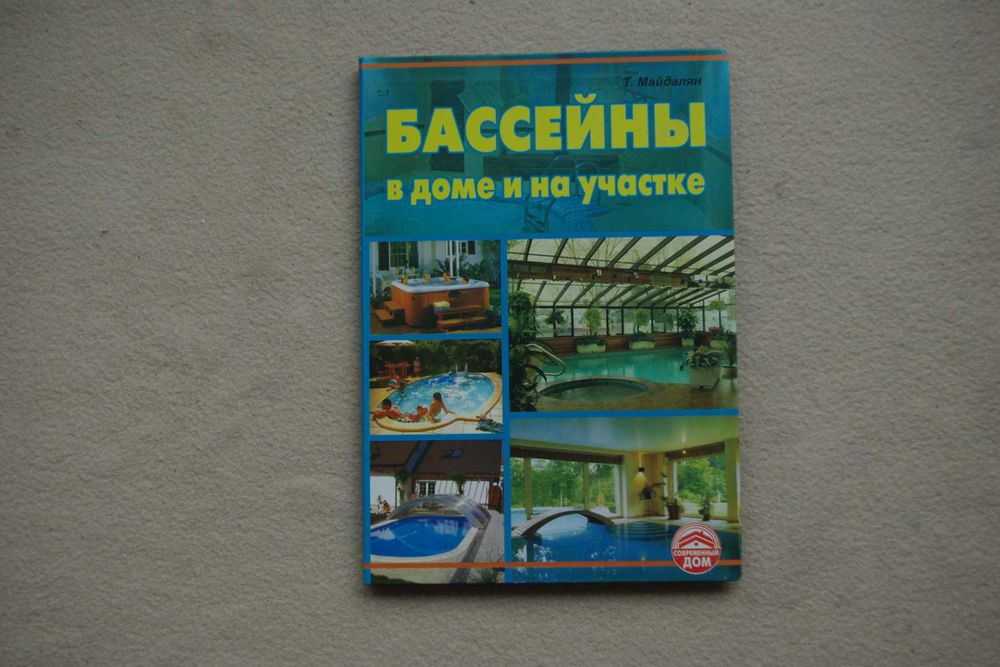 Т. Майдалян
БАССЕЙНЫ
в доме и на участке
СОВРЕМЕННЫЙ
ДОМ